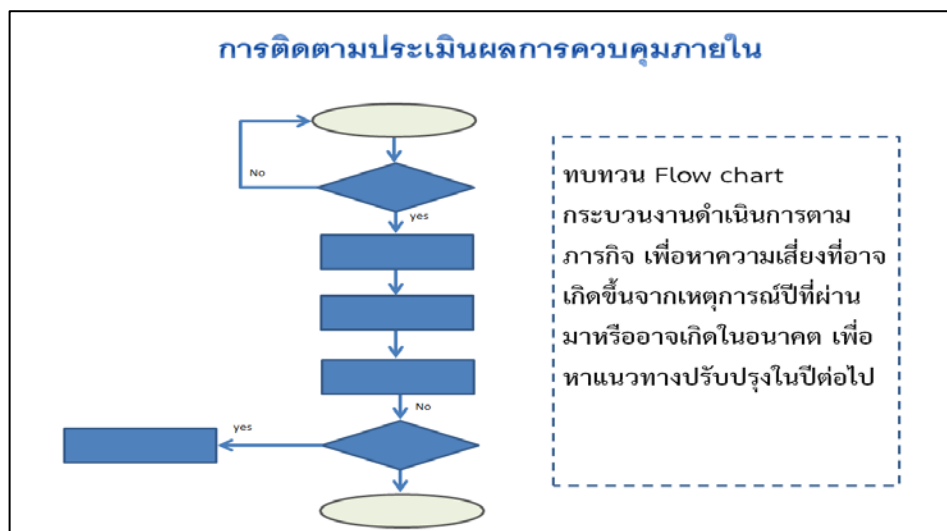 การติดตามประเมินผลการควบคุมภายใน
No
yes
No
yes
ทบทวน Flow chart
กระบวนงานดำเนินการตาม
ภารกิจ เพื่อหาความเสี่ยงที่อาจ
เกิดขึ้นจากเหตุการณ์ปีที่ผ่าน
มาหรืออาจเกิดในอนาคต เพื่อ
หาแนวทางปรับปรุงในปีต่อไป